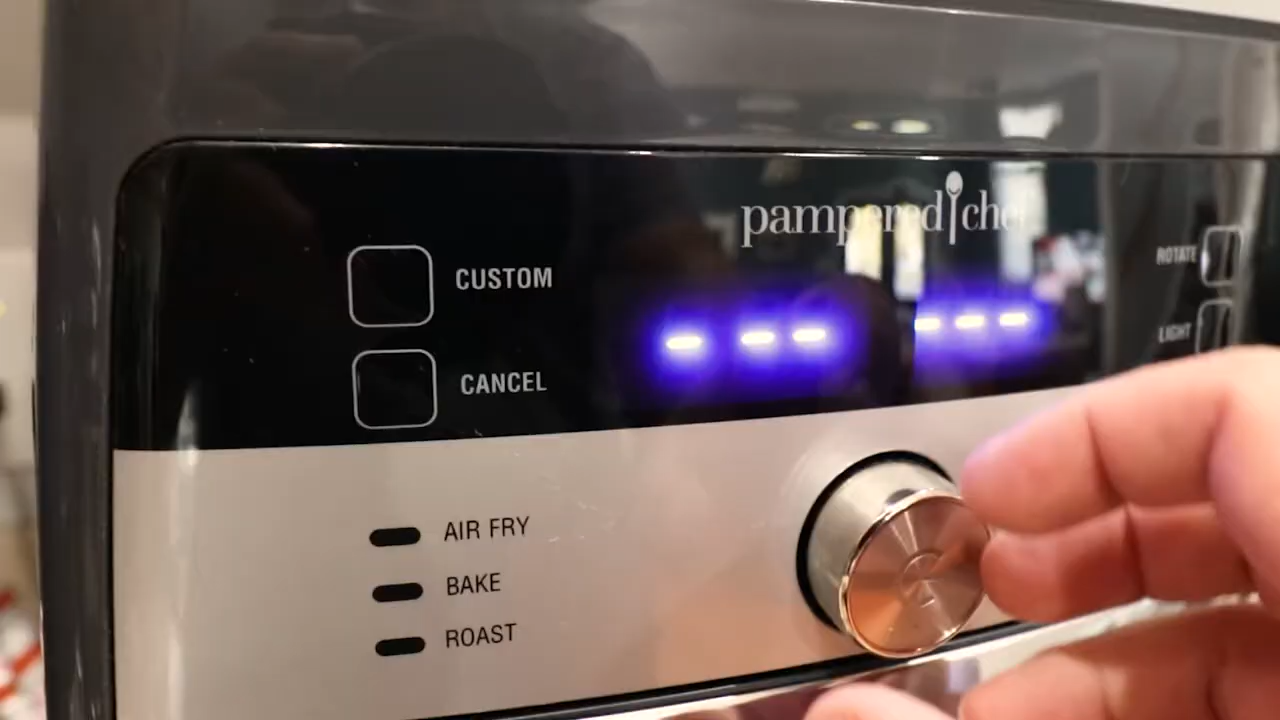 pampered chef
CUSTOM
CANCEL
ROTATE
LIGHT
AIR FRY
BAKE
ROAST